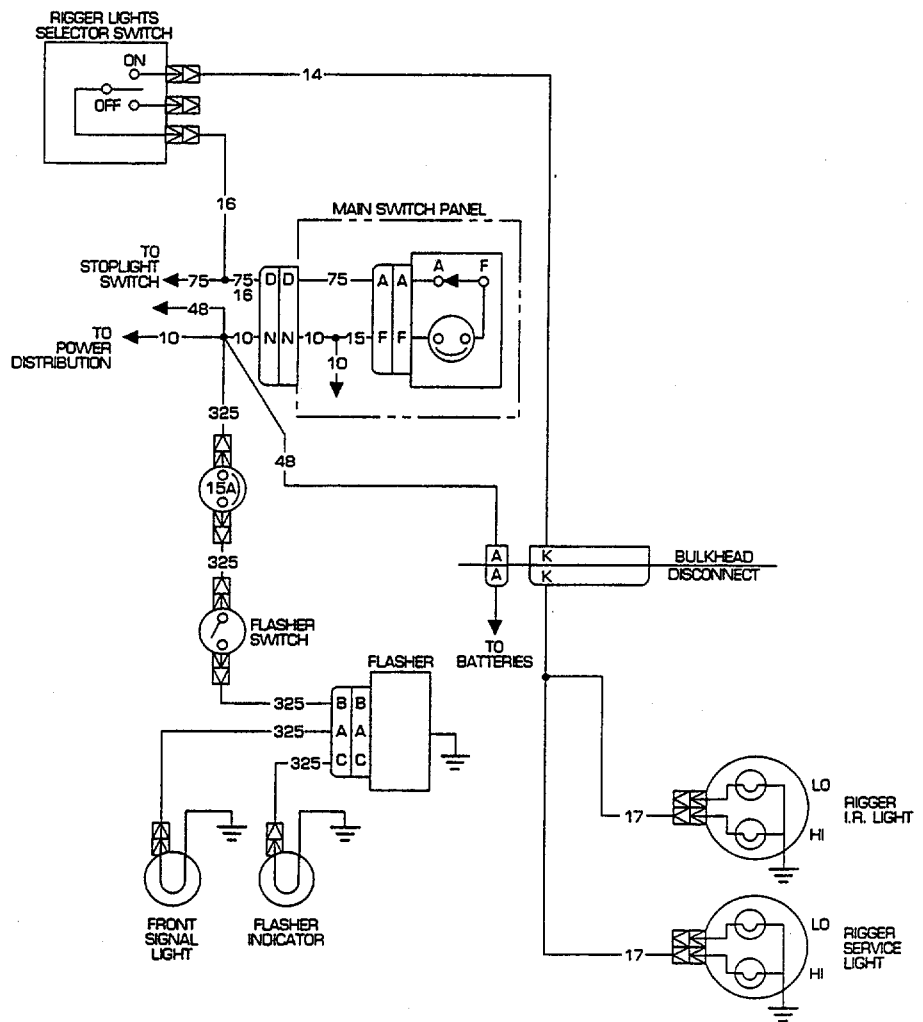 RIGGER LIGHTS
SELECTOR SWITCH
ON
OFF
14
16
MAIN SWITCH PANEL
TO
STOPLIGHT
SWITCH
75
75
16
D D
75
A A
A
F
48
TO
POWER
DISTRIBUTION
10
10
N N
10
15
F F
10
325
48
15A
325
A
A
K
K
BULKHEAD
DISCONNECT
FLASHER
SWITCH
TO
BATTERIES
FLASHER
325
B B
325
A A
325
C C
LO
HI
17
RIGGER
I.R. LIGHT
FRONT
SIGNAL
LIGHT
FLASHER
INDICATOR
LO
HI
17
RIGGER
SERVICE
LIGHT